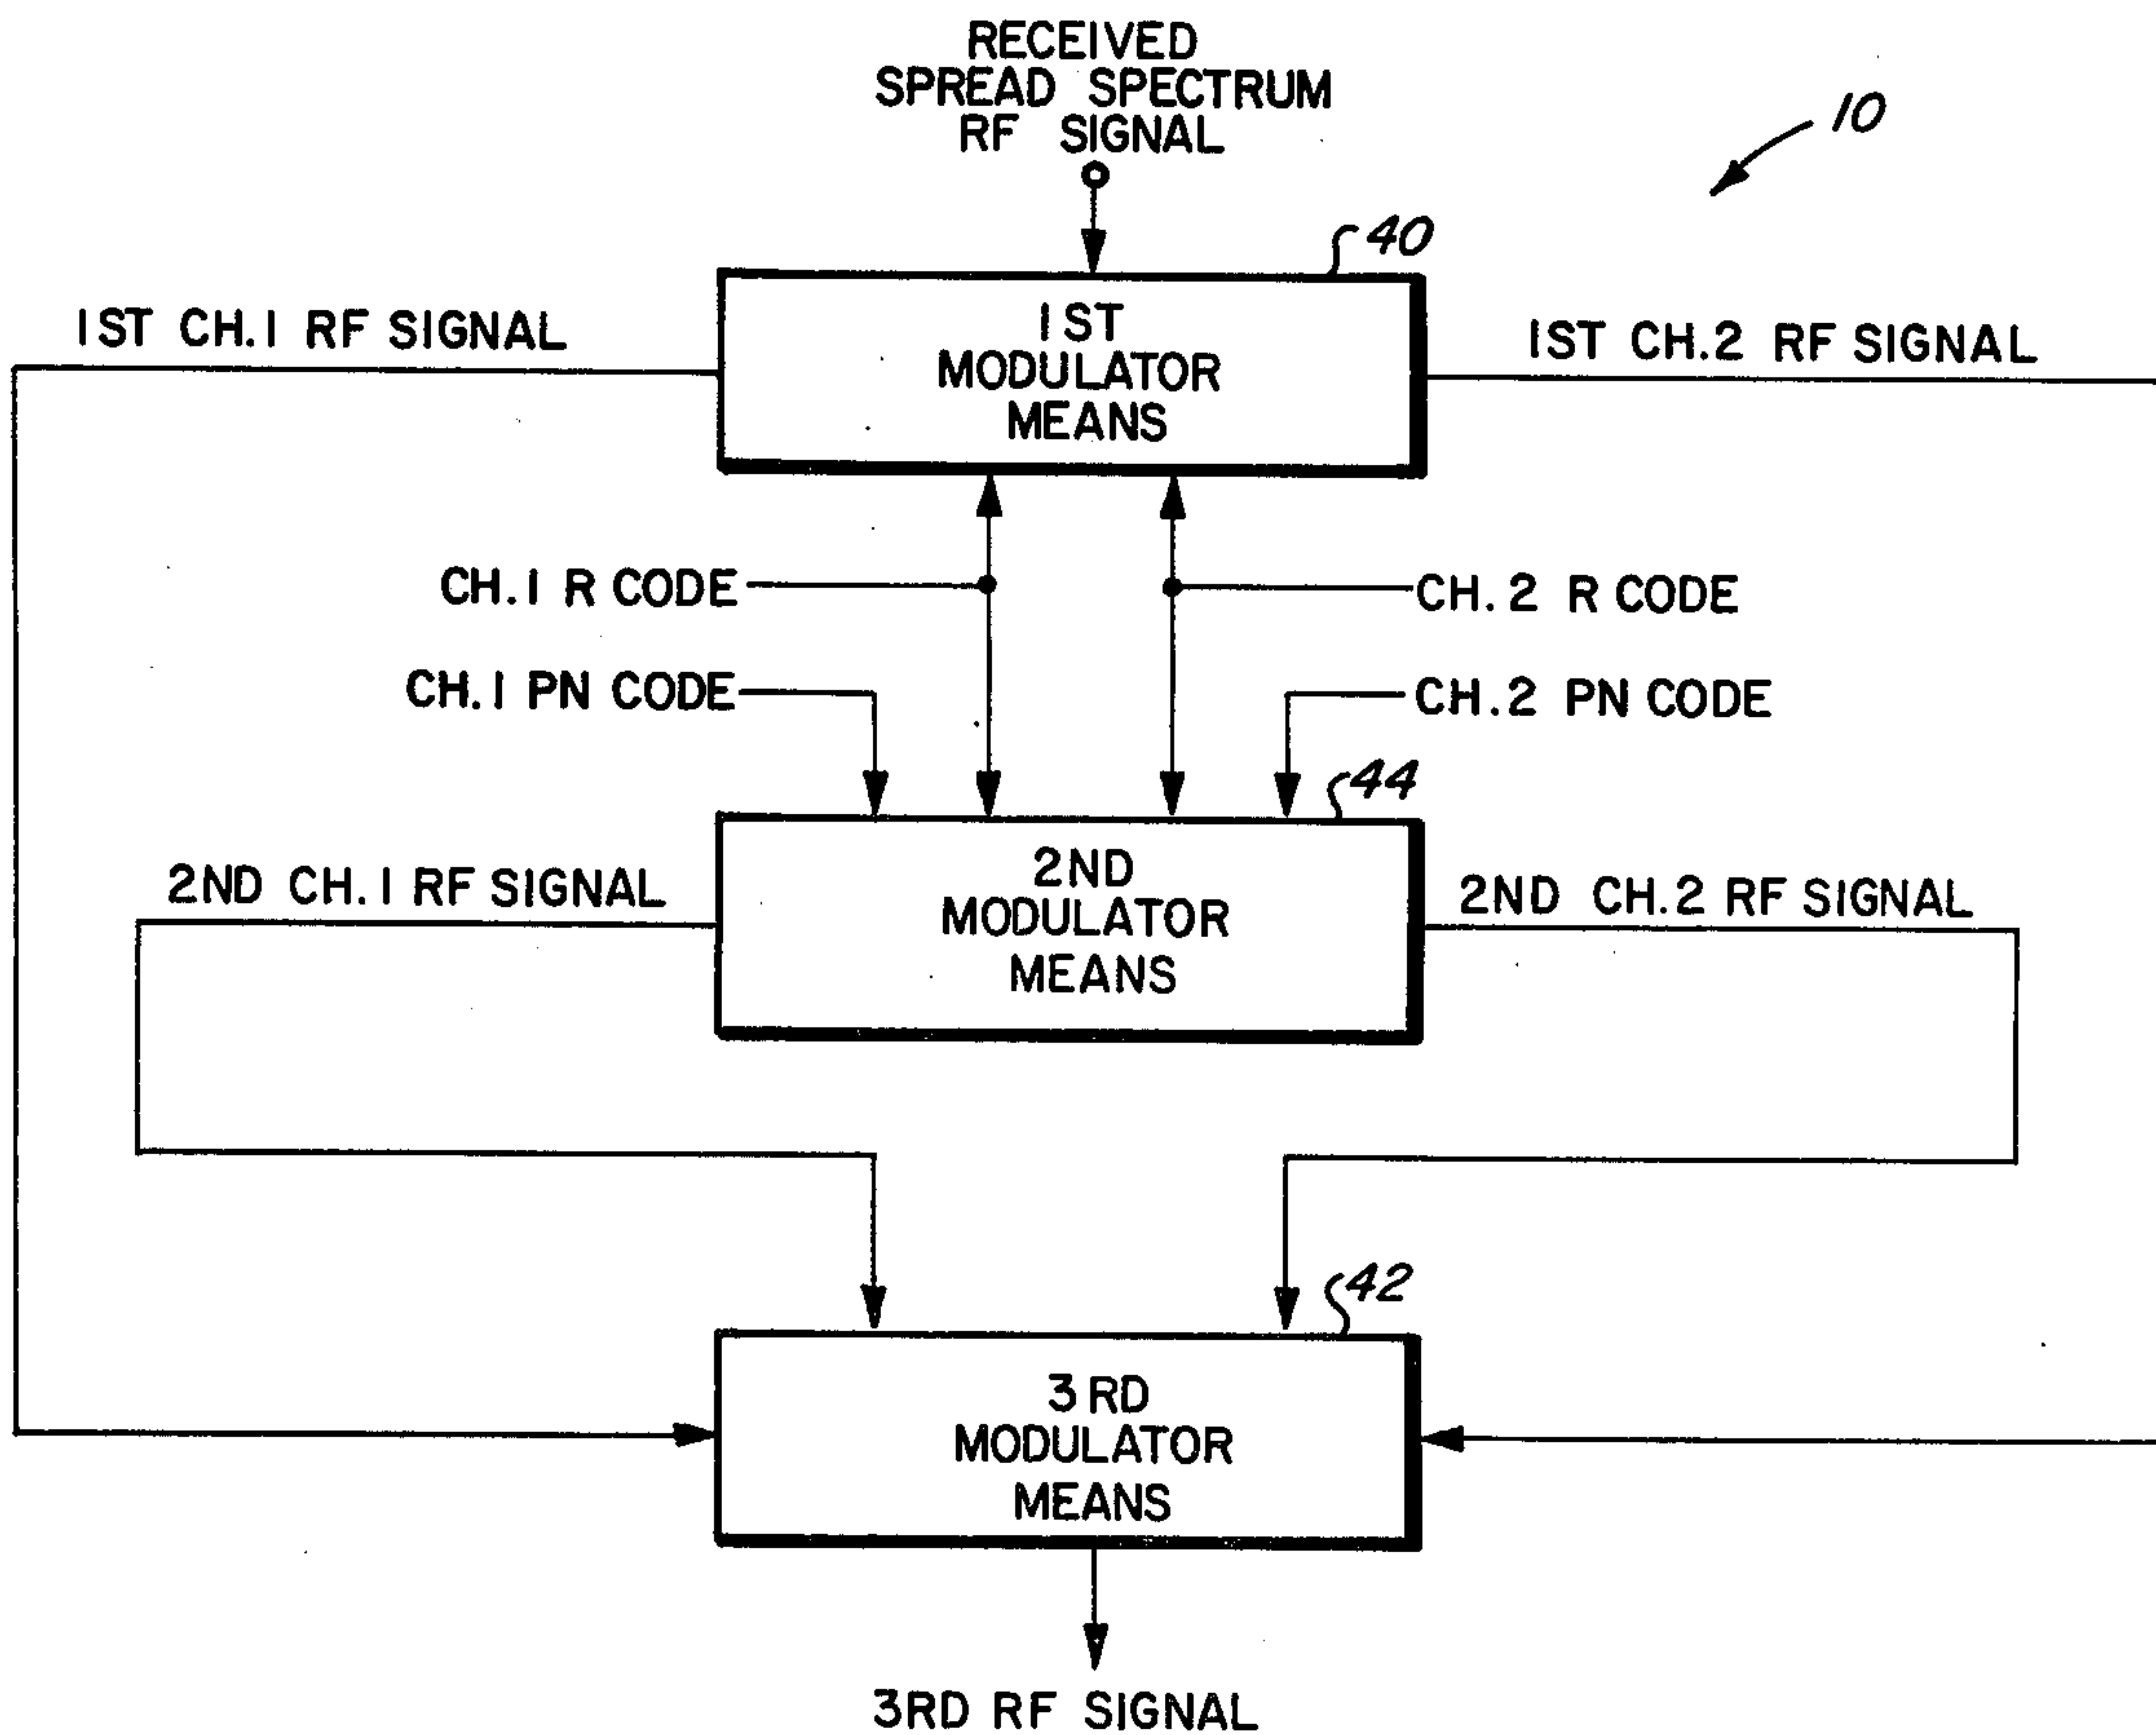 RECEIVED
SPREAD SPECTRUM
RF SIGNAL
10
40
1ST CH.1 RF SIGNAL
1ST
MODULATOR
MEANS
1ST CH.2 RF SIGNAL
CH.1 R CODE
CH.2 R CODE
CH.1 PN CODE
CH.2 PN CODE
44
2ND CH.1 RF SIGNAL
2ND
MODULATOR
MEANS
2ND CH.2 RF SIGNAL
42
3RD
MODULATOR
MEANS
3RD RF SIGNAL